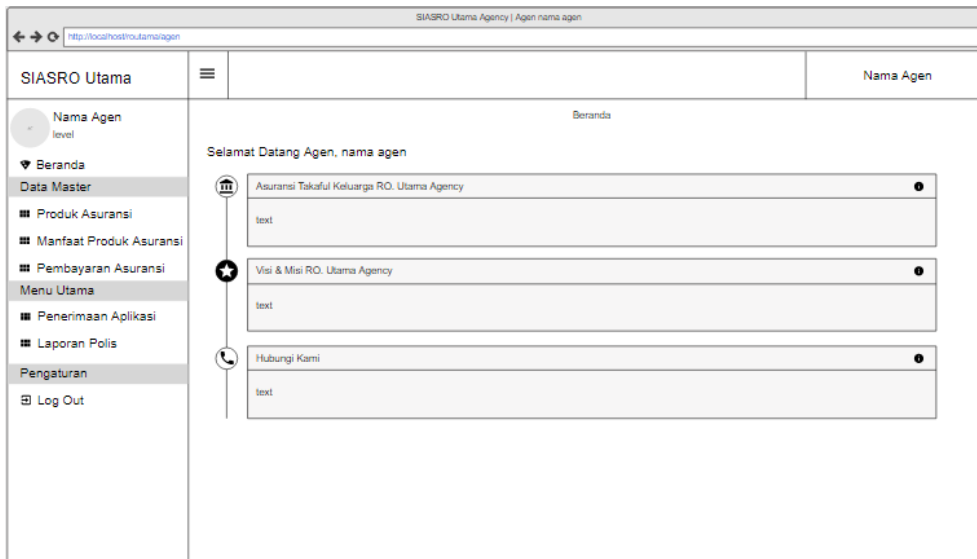 SIASRO Utama Agency | Agen nama agen
http://localhost/routama/agen
SIASRO Utama
Nama Agen
Nama Agen
level
Beranda
Data Master
Produk Asuransi
Manfaat Produk Asuransi
Pembayaran Asuransi
Menu Utama
Penerimaan Aplikasi
Laporan Polis
Pengaturan
Log Out
Beranda
Selamat Datang Agen, nama agen
Asuransi Takaful Keluarga RO. Utama Agency
text
Visi & Misi RO. Utama Agency
text
Hubungi Kami
text